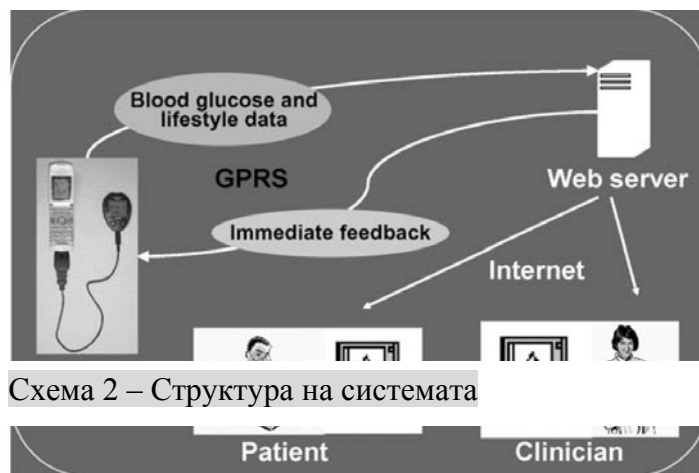 Blood glucose and
lifestyle data
GPRS
Web server
Immediate feedback
Internet
Схема 2 – Структура на системата
Patient
Clinician